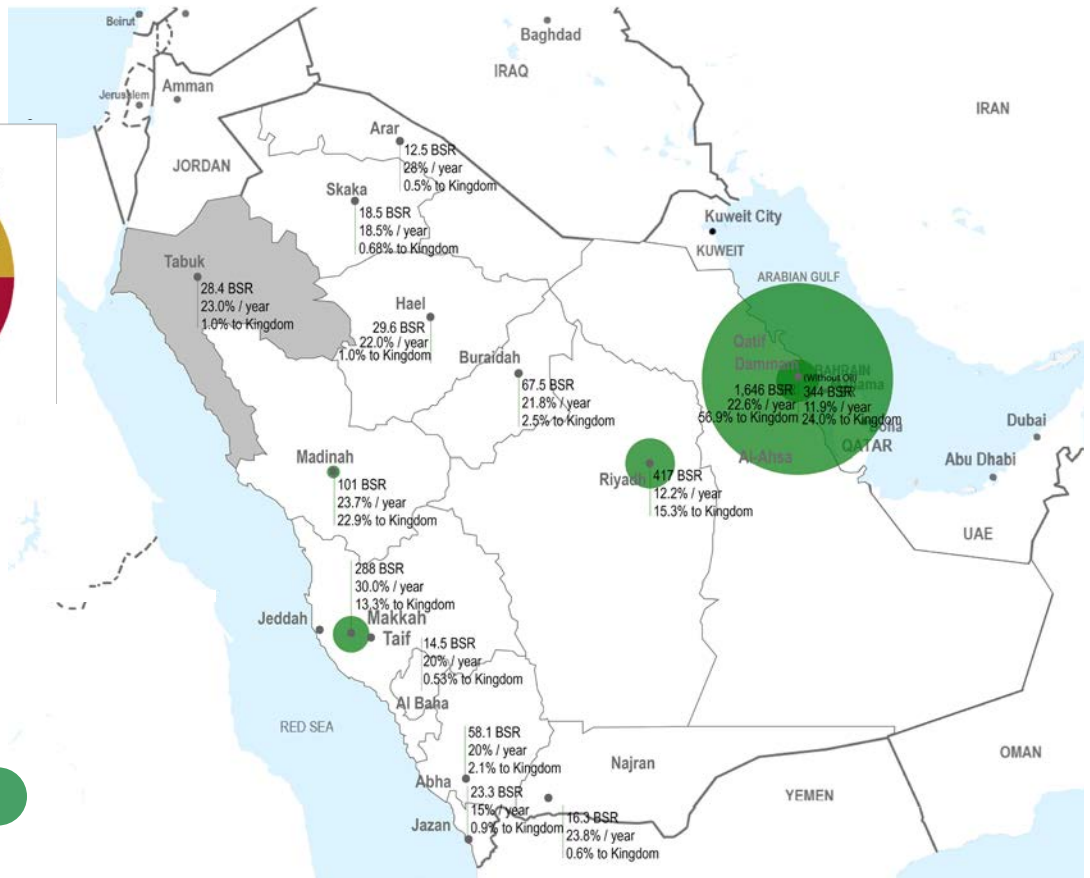 Beirut
Baghdad
IRAQ
Amman
Jerusalem
IRAN
Arar
12.5 BSR
28% / year
0.5% to Kingdom
JORDAN
Skaka
18.5 BSR
18.5% / year
0.68% to Kingdom
Kuweit City
KUWEIT
Tabuk
28.4 BSR
23.0% / year
1.0% to Kingdom
ARABIAN GULF
Hael
29.6 BSR
22.0% / year
1.0% to Kingdom
Buraidah
67.5 BSR
21.8% / year
2.5% to Kingdom
Qatif
Dammam
BAHRAIN
(Without Oil)
1,646 BSR
22.6% / year
56.9% to Kingdom
344 BSR
11.9% / year
24.0% to Kingdom
QATAR
Al-Ahsa
Dubai
Abu Dhabi
UAE
Madinah
101 BSR
23.7% / year
22.9% to Kingdom
Riyadh
417 BSR
12.2% / year
15.3% to Kingdom
288 BSR
30.0% / year
13.3% to Kingdom
Jeddah
Makkah
Taif
14.5 BSR
20% / year
0.53% to Kingdom
Al Baha
RED SEA
58.1 BSR
20% / year
2.1% to Kingdom
Abha
23.3 BSR
15% / year
0.9% to Kingdom
Jazan
Najran
16.3 BSR
23.8% / year
0.6% to Kingdom
YEMEN
OMAN